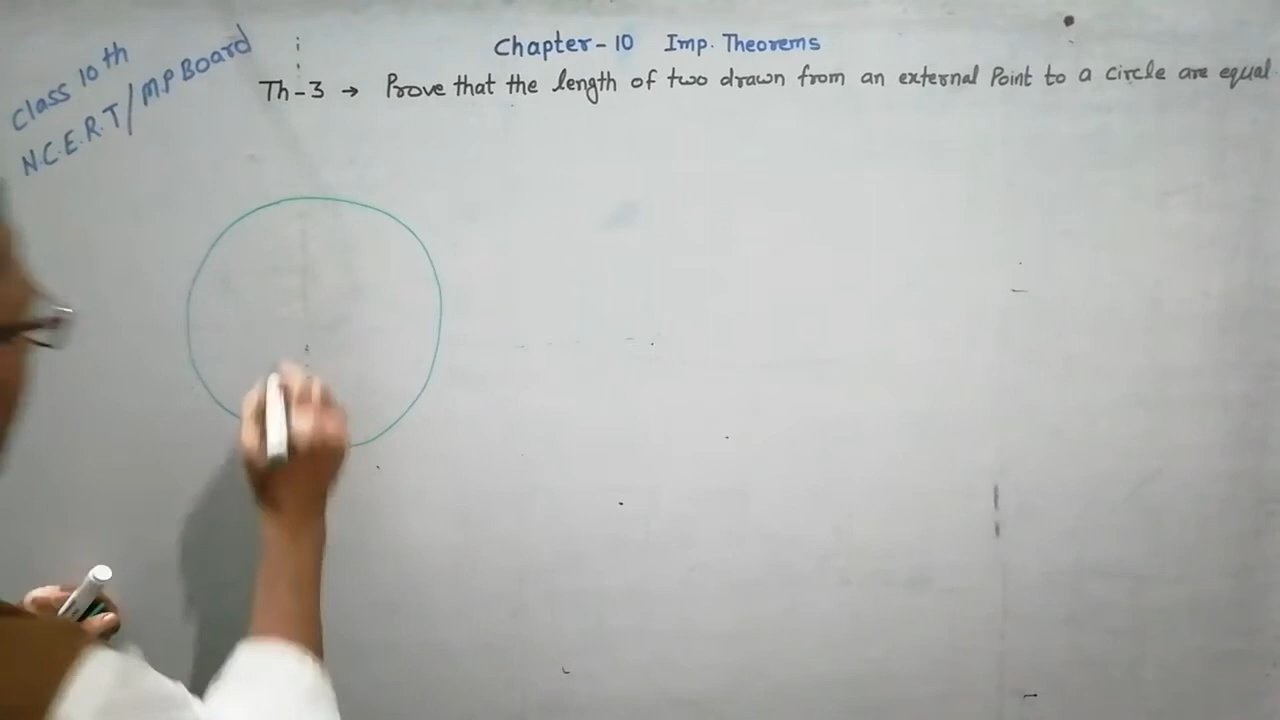 Class 10th
N.C.E.R.T / M.P Board
Chapter - 10 Imp. Theorems
Th-3 → Prove that the length of two drawn from an external Point to a circle are equal.